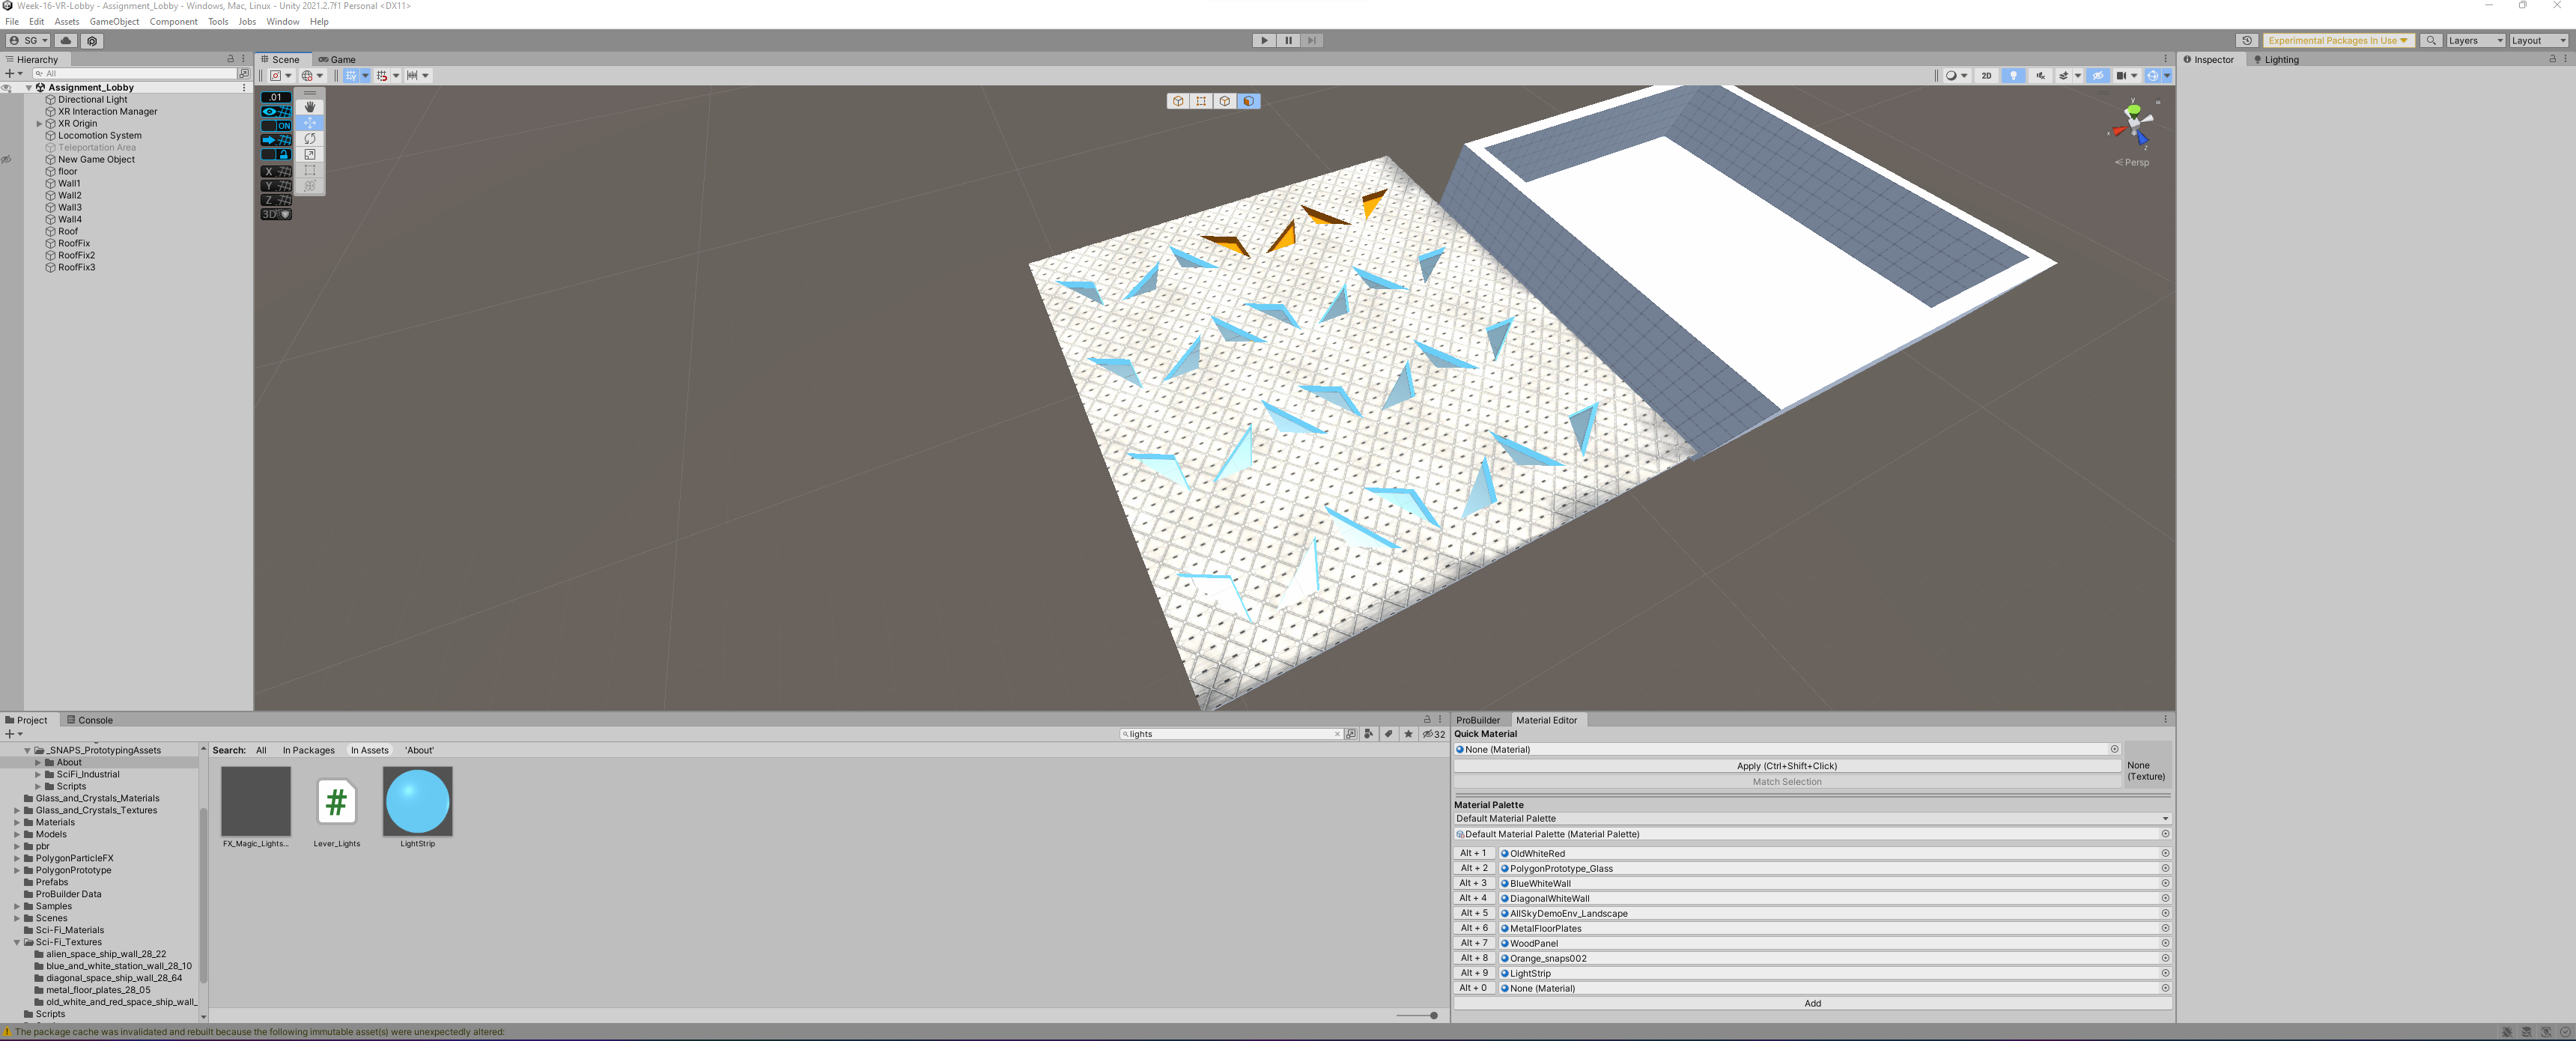 Week-16-VR-Lobby - Assignment_Lobby - Windows, Mac, Linux - Unity 2021.2.7f1 Personal <DX11>
File Edit Assets GameObject Component Tools Jobs Window Help
SG
Experimental Packages In Use
Layers
Layout
Hierarchy
All
Assignment_Lobby
Directional Light
XR Interaction Manager
XR Origin
Locomotion System
Teleportation Area
New Game Object
floor
Wall1
Wall2
Wall3
Wall4
Roof
RoofFix
RoofFix2
RoofFix3
Scene Game
2D
.01
ON
X
Y
Z
3D
y
x
z
Persp
Inspector Lighting
Project Console
lights
32
_SNAPS_PrototypingAssets
About
SciFi_Industrial
Scripts
Glass_and_Crystals_Materials
Glass_and_Crystals_Textures
Materials
Models
pbr
PolygonParticleFX
PolygonPrototype
Prefabs
ProBuilder Data
Samples
Scenes
Sci-Fi_Materials
Sci-Fi_Textures
alien_space_ship_wall_28_22
blue_and_white_station_wall_28_10
diagonal_space_ship_wall_28_64
metal_floor_plates_28_05
old_white_and_red_space_ship_wall_
Scripts
Search: All In Packages In Assets 'About'
#
FX_Magic_Lights...
Lever_Lights
LightStrip
ProBuilder Material Editor
Quick Material
None (Material)
Apply (Ctrl+Shift+Click)
Match Selection
None
(Texture)
Material Palette
Default Material Palette
Default Material Palette (Material Palette)
Alt + 1 OldWhiteRed
Alt + 2 PolygonPrototype_Glass
Alt + 3 BlueWhiteWall
Alt + 4 DiagonalWhiteWall
Alt + 5 AllSkyDemoEnv_Landscape
Alt + 6 MetalFloorPlates
Alt + 7 WoodPanel
Alt + 8 Orange_snaps002
Alt + 9 LightStrip
Alt + 0 None (Material)
Add
The package cache was invalidated and rebuilt because the following immutable asset(s) were unexpectedly altered: